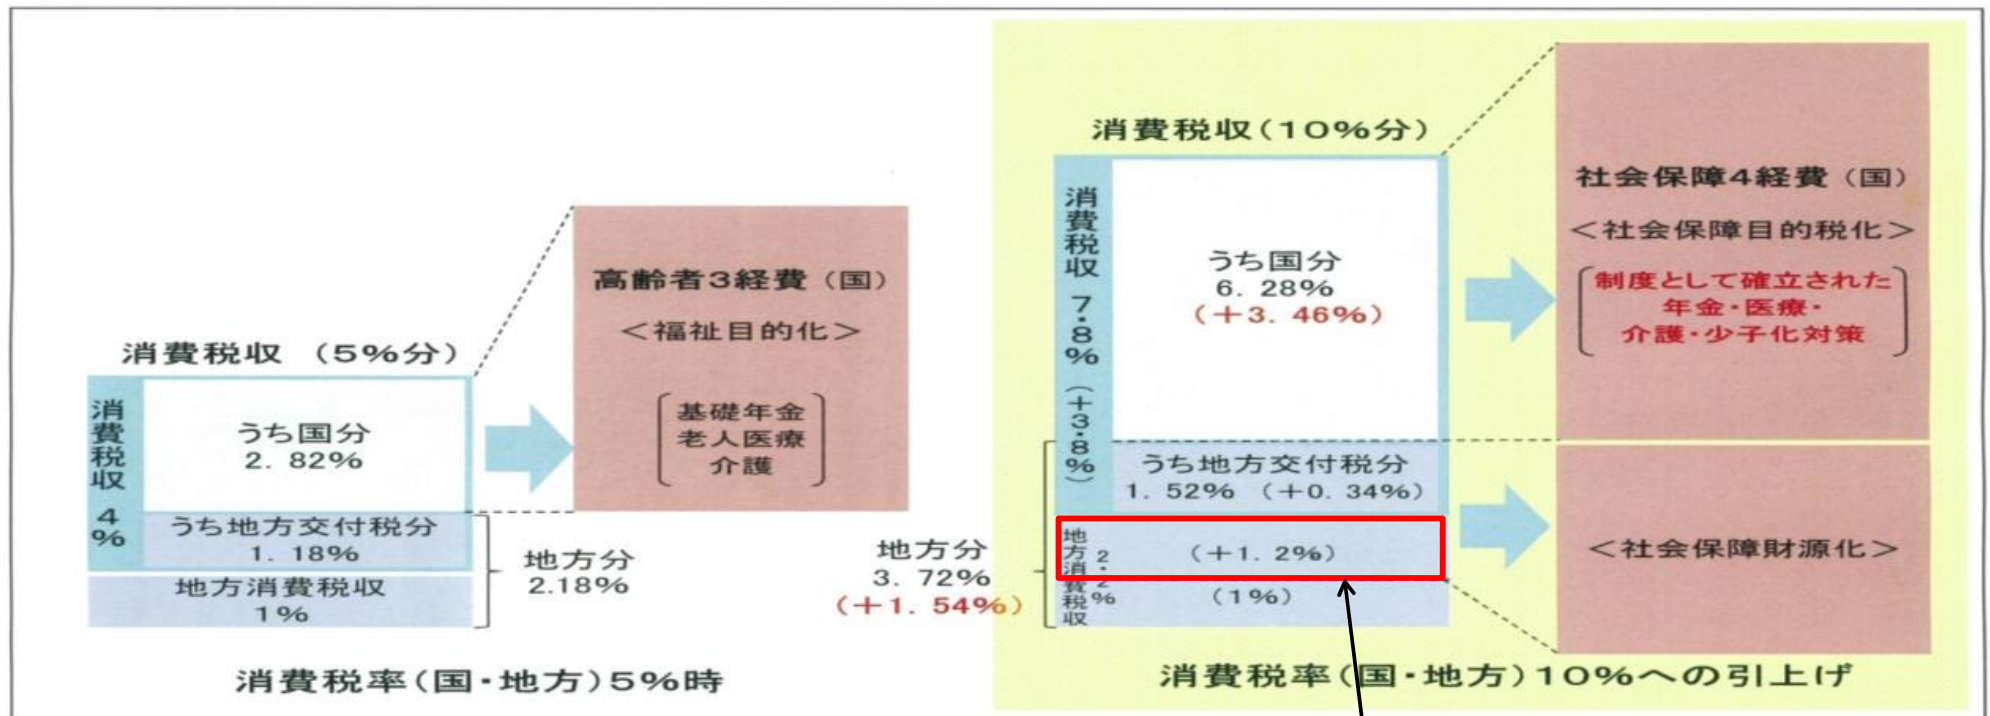 消費税収 (5%分)
消費税収 4%
うち国分
2. 82%
うち地方交付税分
1. 18%
地方消費税収
1%
地方分
2.18%
高齢者3経費(国)
<福祉目的化>
基礎年金
老人医療
介護
消費税率(国・地方)5%時
消費税収(10%分)
消費税収 7・8% (+3・8%)
うち国分
6. 28%
(+3. 46%)
うち地方交付税分
1. 52% (+0. 34%)
地方消費税収 2・2%
(+1. 2%)
(1%)
地方分
3. 72%
(+1. 54%)
社会保障4経費(国)
<社会保障目的税化>
制度として確立された
年金・医療・
介護・少子化対策
<社会保障財源化>
消費税率(国・地方)10%への引上げ